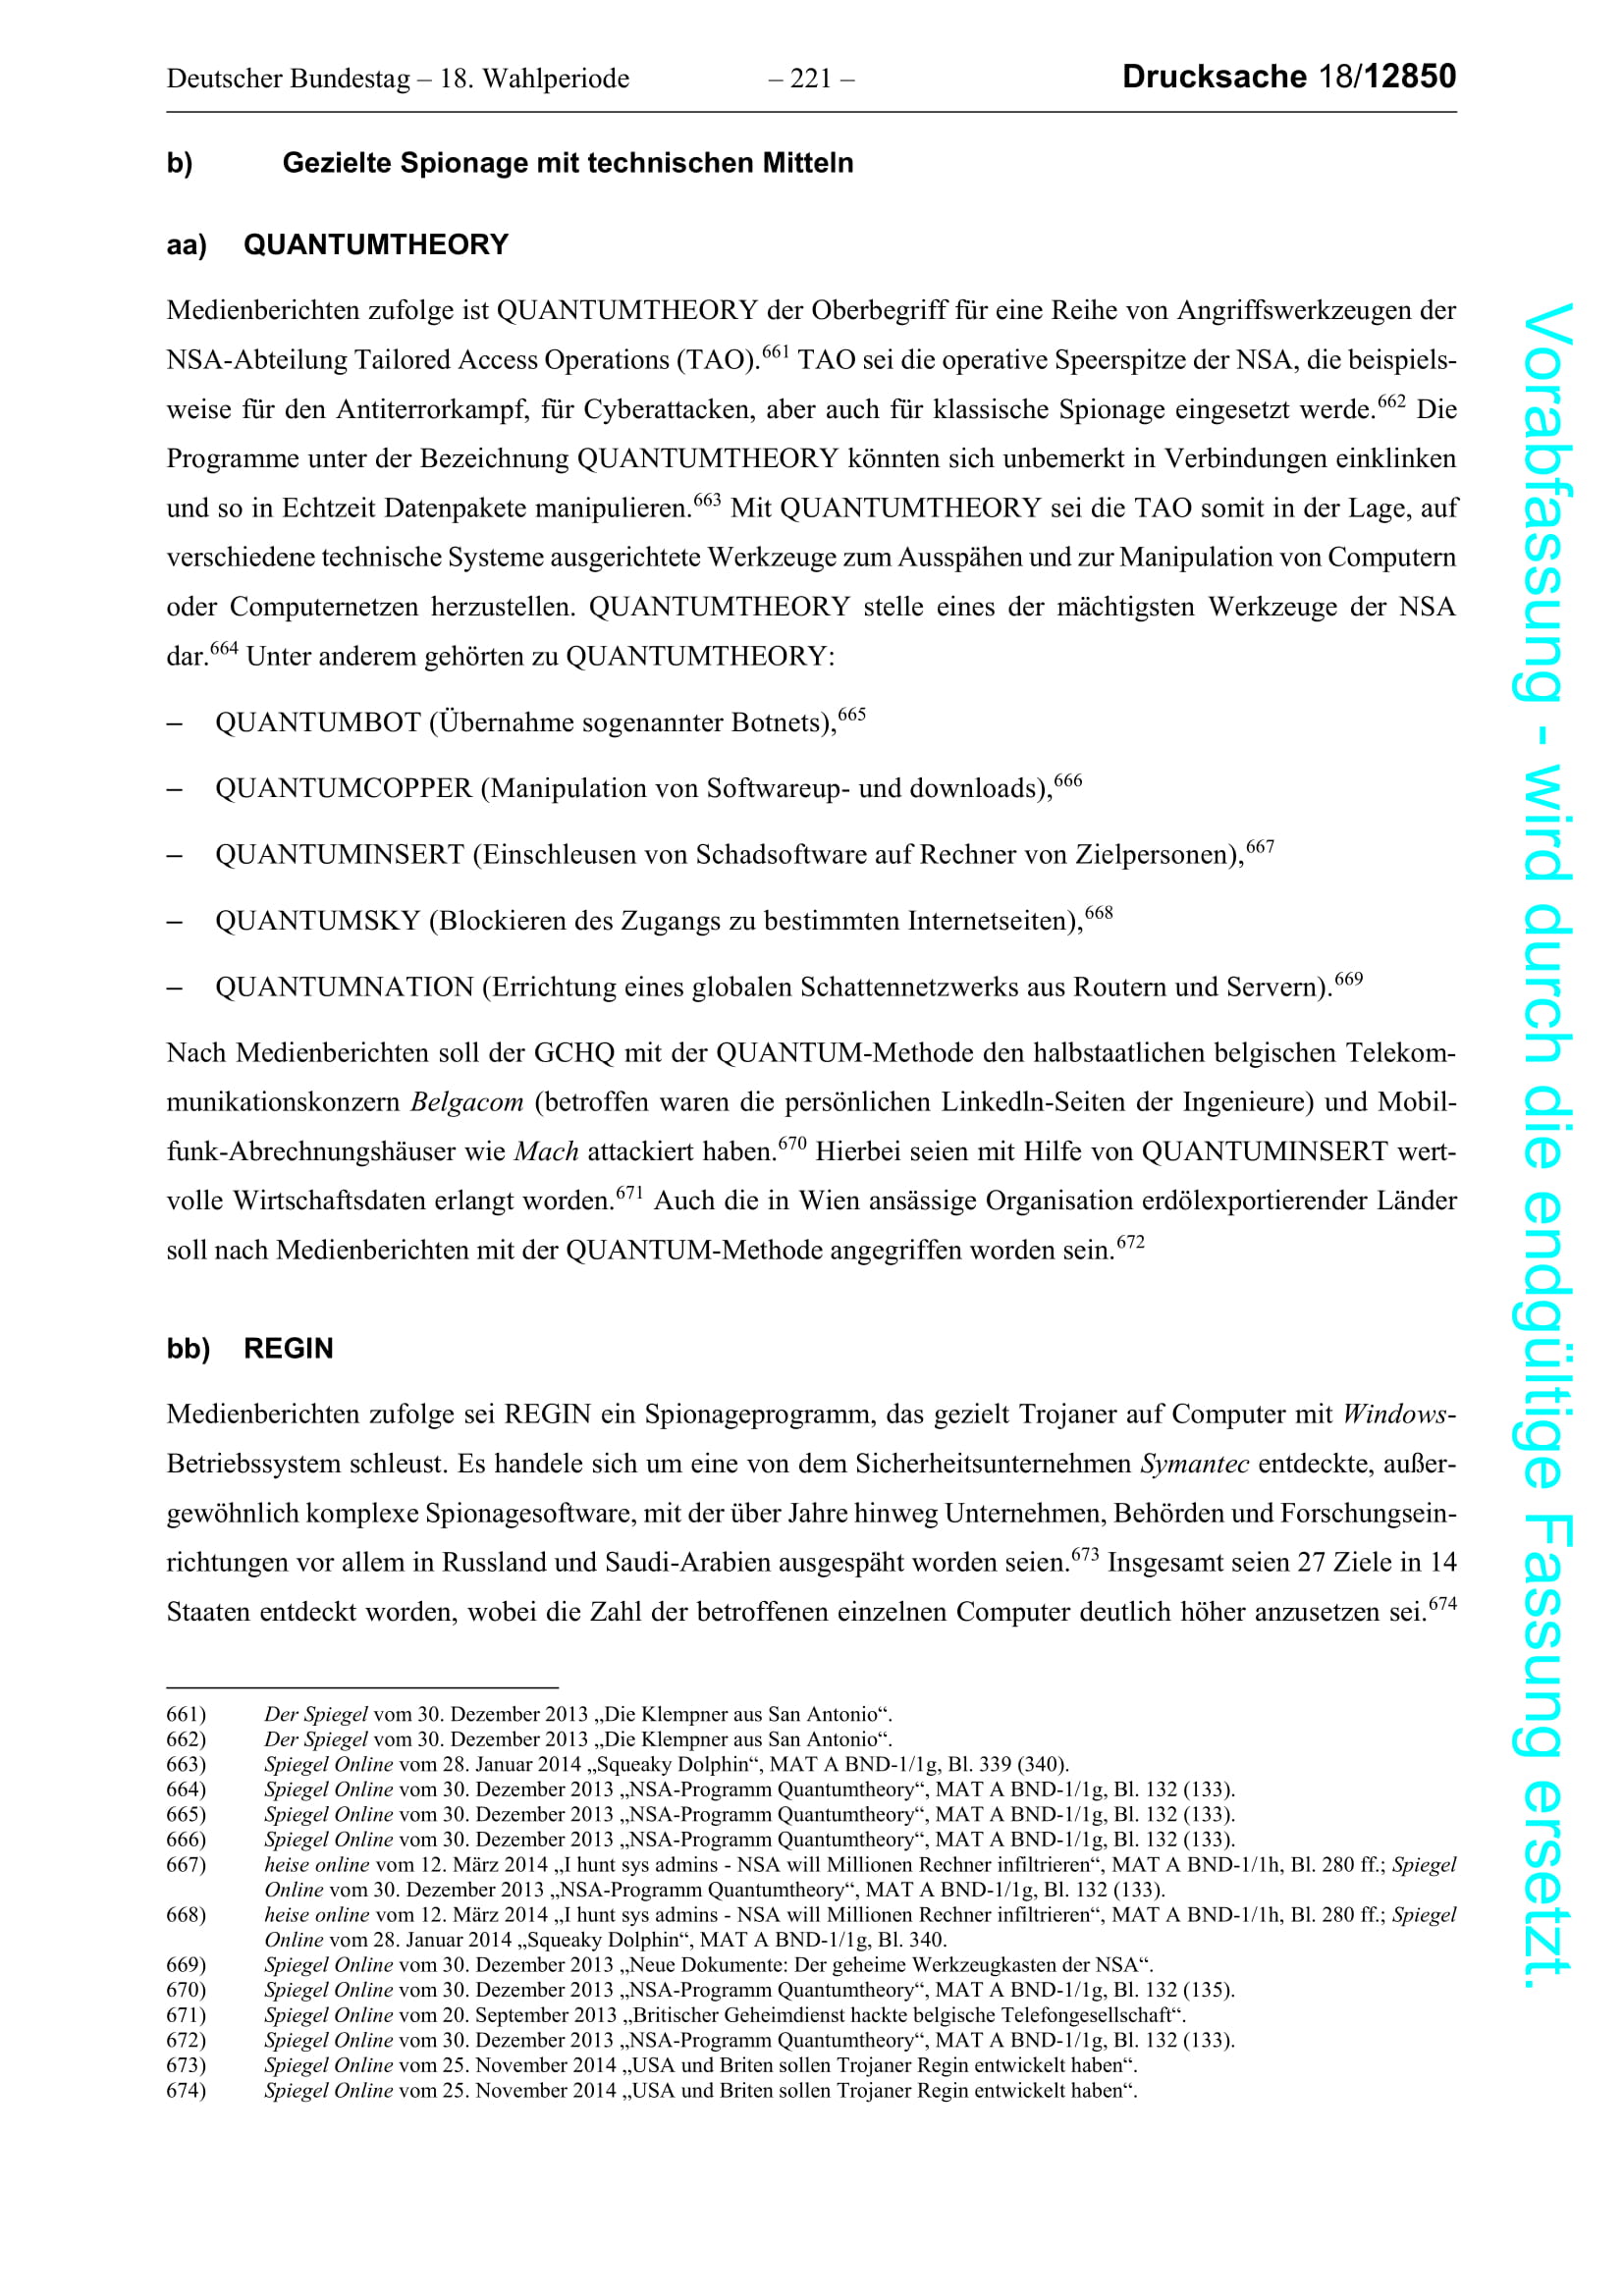 Deutscher Bundestag – 18. Wahlperiode – 221 – Drucksache 18/12850
b) Gezielte Spionage mit technischen Mitteln
aa) QUANTUMTHEORY
Medienberichten zufolge ist QUANTUMTHEORY der Oberbegriff für eine Reihe von Angriffswerkzeugen der
NSA-Abteilung Tailored Access Operations (TAO).661 TAO sei die operative Speerspitze der NSA, die beispiels-
weise für den Antiterrorkampf, für Cyberattacken, aber auch für klassische Spionage eingesetzt werde.662 Die
Programme unter der Bezeichnung QUANTUMTHEORY könnten sich unbemerkt in Verbindungen einklinken
und so in Echtzeit Datenpakete manipulieren.663 Mit QUANTUMTHEORY sei die TAO somit in der Lage, auf
verschiedene technische Systeme ausgerichtete Werkzeuge zum Ausspähen und zur Manipulation von Computern
oder Computernetzen herzustellen. QUANTUMTHEORY stelle eines der mächtigsten Werkzeuge der NSA
dar.664 Unter anderem gehörten zu QUANTUMTHEORY:
– QUANTUMBOT (Übernahme sogenannter Botnets),665
– QUANTUMCOPPER (Manipulation von Softwareup- und downloads),666
– QUANTUMINSERT (Einschleusen von Schadsoftware auf Rechner von Zielpersonen),667
– QUANTUMSKY (Blockieren des Zugangs zu bestimmten Internetseiten),668
– QUANTUMNATION (Errichtung eines globalen Schattennetzwerks aus Routern und Servern).669
Nach Medienberichten soll der GCHQ mit der QUANTUM-Methode den halbstaatlichen belgischen Telekom-
munikationskonzern Belgacom (betroffen waren die persönlichen LinkedIn-Seiten der Ingenieure) und Mobil-
funk-Abrechnungshäuser wie Mach attackiert haben.670 Hierbei seien mit Hilfe von QUANTUMINSERT wert-
volle Wirtschaftsdaten erlangt worden.671 Auch die in Wien ansässige Organisation erdölexportierender Länder
soll nach Medienberichten mit der QUANTUM-Methode angegriffen worden sein.672
bb) REGIN
Medienberichten zufolge sei REGIN ein Spionageprogramm, das gezielt Trojaner auf Computer mit Windows-
Betriebssystem schleust. Es handele sich um eine von dem Sicherheitsunternehmen Symantec entdeckte, außer-
gewöhnlich komplexe Spionagesoftware, mit der über Jahre hinweg Unternehmen, Behörden und Forschungsein-
richtungen vor allem in Russland und Saudi-Arabien ausgespäht worden seien.673 Insgesamt seien 27 Ziele in 14
Staaten entdeckt worden, wobei die Zahl der betroffenen einzelnen Computer deutlich höher anzusetzen sei.674
661) Der Spiegel vom 30. Dezember 2013 „Die Klempner aus San Antonio“.
662) Der Spiegel vom 30. Dezember 2013 „Die Klempner aus San Antonio“.
663) Spiegel Online vom 28. Januar 2014 „Squeaky Dolphin“, MAT A BND-1/1g, Bl. 339 (340).
664) Spiegel Online vom 30. Dezember 2013 „NSA-Programm Quantumtheory“, MAT A BND-1/1g, Bl. 132 (133).
665) Spiegel Online vom 30. Dezember 2013 „NSA-Programm Quantumtheory“, MAT A BND-1/1g, Bl. 132 (133).
666) Spiegel Online vom 30. Dezember 2013 „NSA-Programm Quantumtheory“, MAT A BND-1/1g, Bl. 132 (133).
667) heise online vom 12. März 2014 „I hunt sys admins - NSA will Millionen Rechner infiltrieren“, MAT A BND-1/1h, Bl. 280 ff.; Spiegel
Online vom 30. Dezember 2013 „NSA-Programm Quantumtheory“, MAT A BND-1/1g, Bl. 132 (133).
668) heise online vom 12. März 2014 „I hunt sys admins - NSA will Millionen Rechner infiltrieren“, MAT A BND-1/1h, Bl. 280 ff.; Spiegel
Online vom 28. Januar 2014 „Squeaky Dolphin“, MAT A BND-1/1g, Bl. 340.
669) Spiegel Online vom 30. Dezember 2013 „Neue Dokumente: Der geheime Werkzeugkasten der NSA“.
670) Spiegel Online vom 30. Dezember 2013 „NSA-Programm Quantumtheory“, MAT A BND-1/1g, Bl. 132 (135).
671) Spiegel Online vom 20. September 2013 „Britischer Geheimdienst hackte belgische Telefongesellschaft“.
672) Spiegel Online vom 30. Dezember 2013 „NSA-Programm Quantumtheory“, MAT A BND-1/1g, Bl. 132 (133).
673) Spiegel Online vom 25. November 2014 „USA und Briten sollen Trojaner Regin entwickelt haben“.
674) Spiegel Online vom 25. November 2014 „USA und Briten sollen Trojaner Regin entwickelt haben“.
Vorabfassung - wird durch die endgültige Fassung ersetzt.